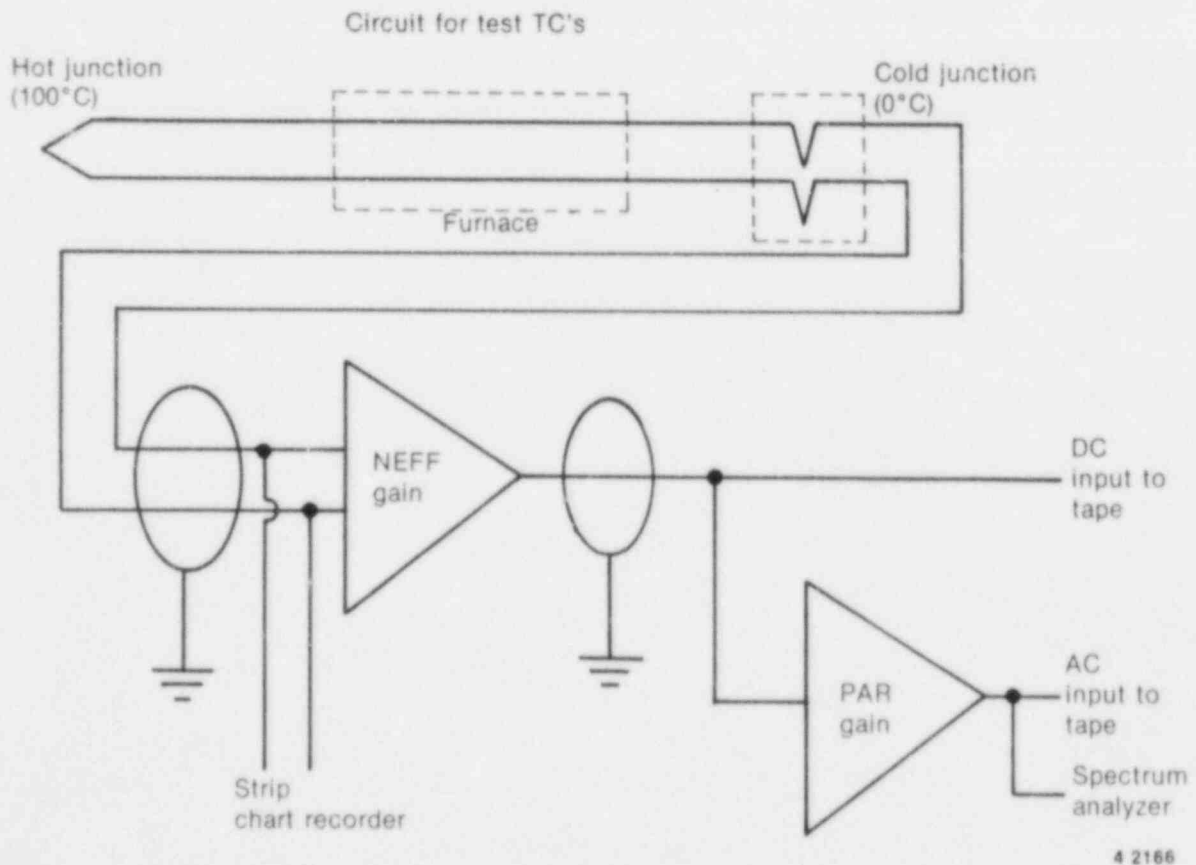 Circuit for test TC's
Hot junction
(100°C)
Cold junction
(0°C)
Furnace
NEFF
gain
DC
input to
tape
PAR
gain
AC
input to
tape
Strip
chart recorder
Spectrum
analyzer
4 2166